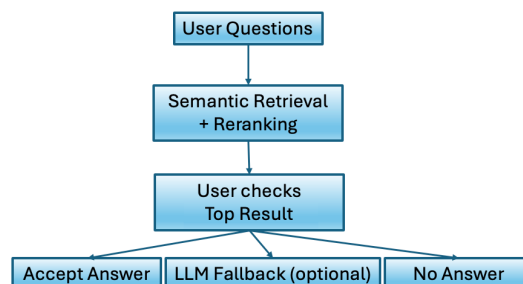 User Questions
Semantic Retrieval
+ Reranking
User checks
Top Result
Accept Answer
LLM Fallback (optional)
No Answer